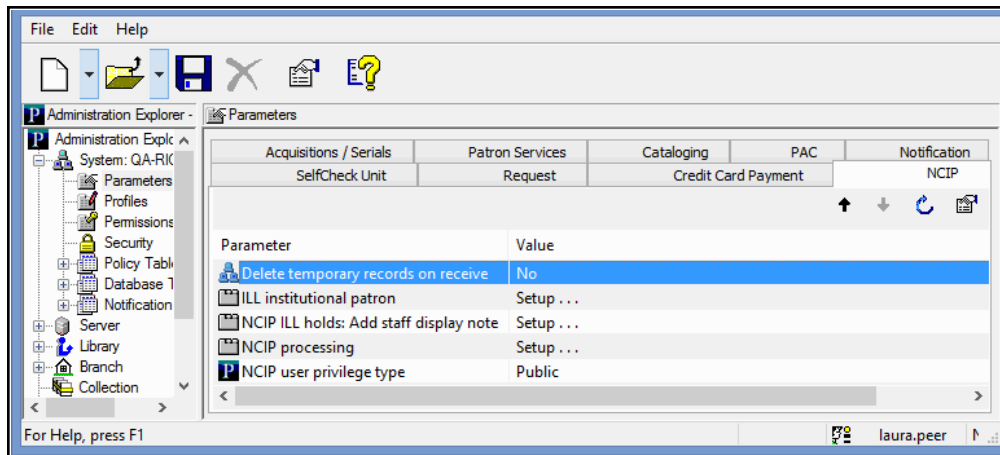 File Edit Help
Administration Explorer -
Parameters
Administration Explc
System: QA-RIC
Parameters
Profiles
Permissions
Security
Policy Tabl
Database T
Notification
Server
Library
Branch
Collection
Acquisitions / Serials Patron Services Cataloging PAC Notification
SelfCheck Unit Request Credit Card Payment NCIP
Parameter Value
Delete temporary records on receive No
ILL institutional patron Setup . . .
NCIP ILL holds: Add staff display note Setup . . .
NCIP processing Setup . . .
NCIP user privilege type Public
For Help, press F1 laura.peer